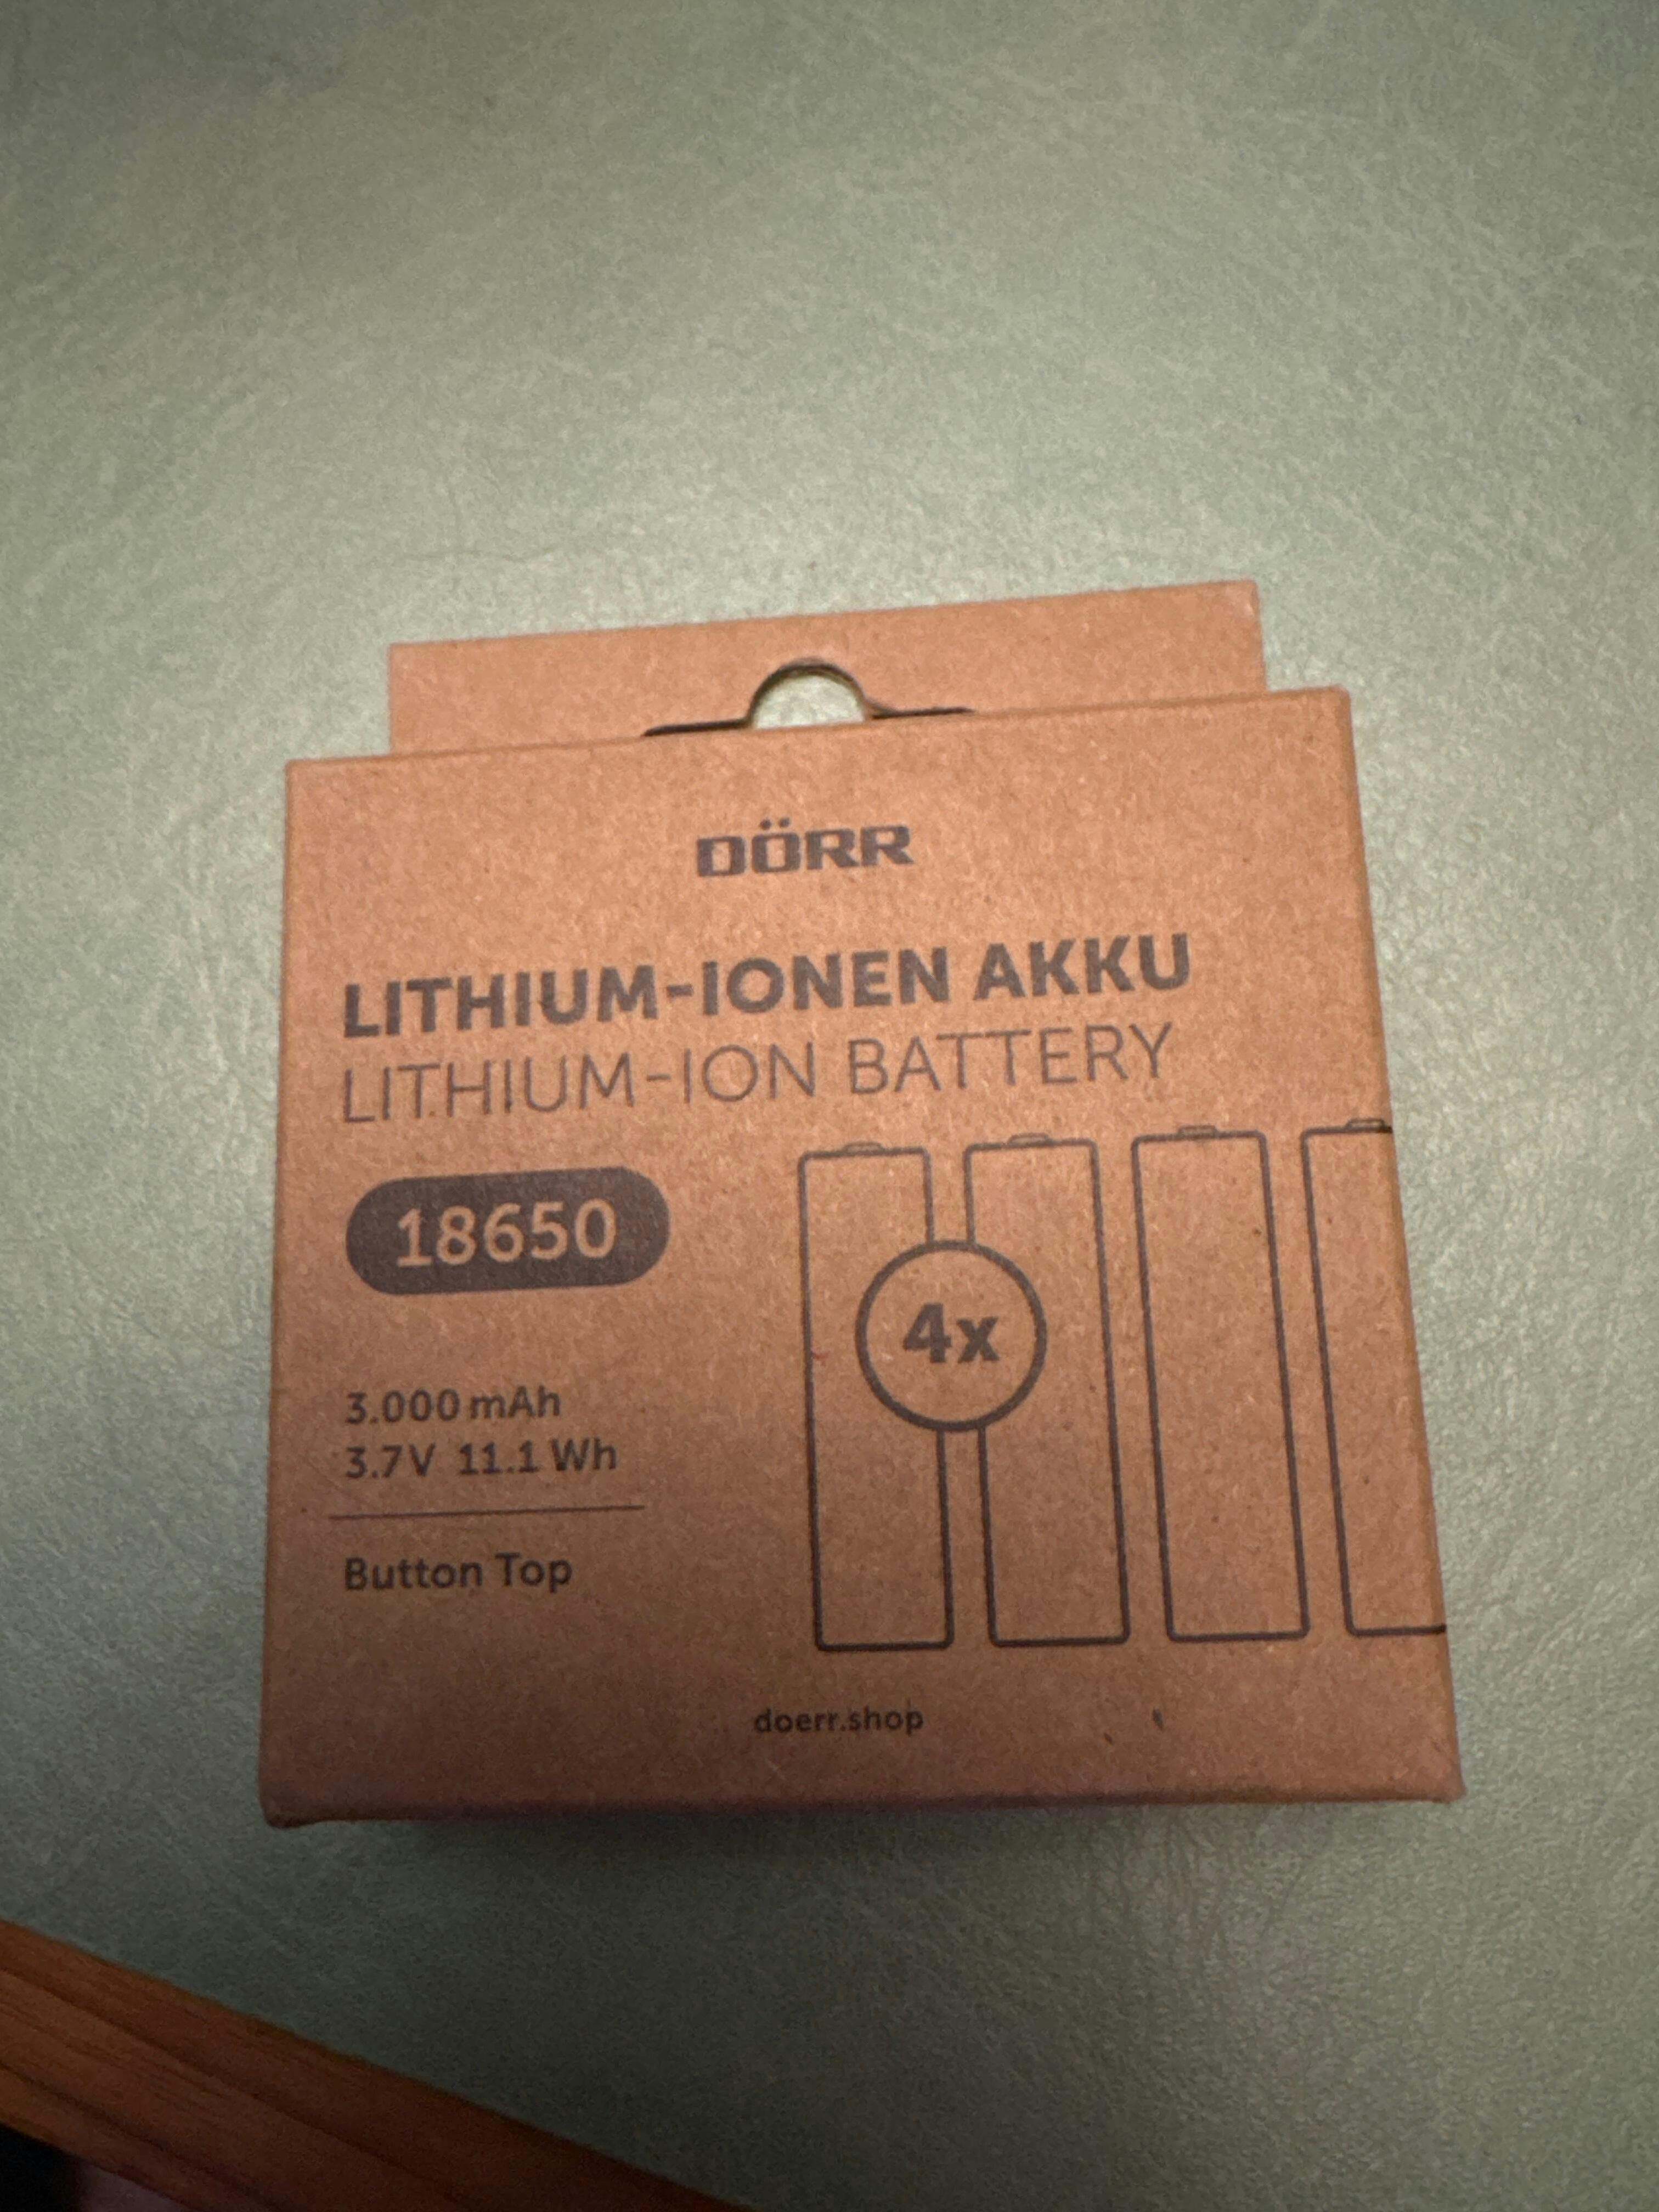 DÖRR
LITHIUM-IONEN AKKU
LITHIUM-ION BATTERY
18650
4x
3.000 mAh
3.7V 11.1 Wh
Button Top
doerr.shop